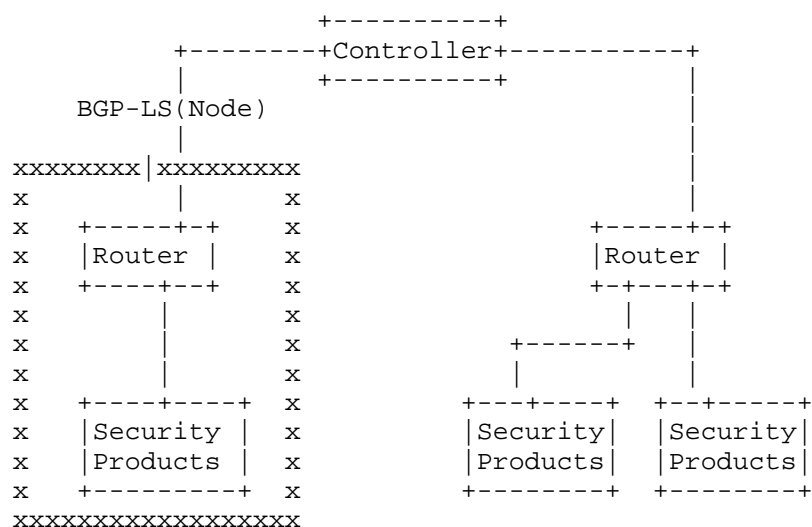 Controller
BGP-LS(Node)
Router Router
Security Security Security
Products Products Products